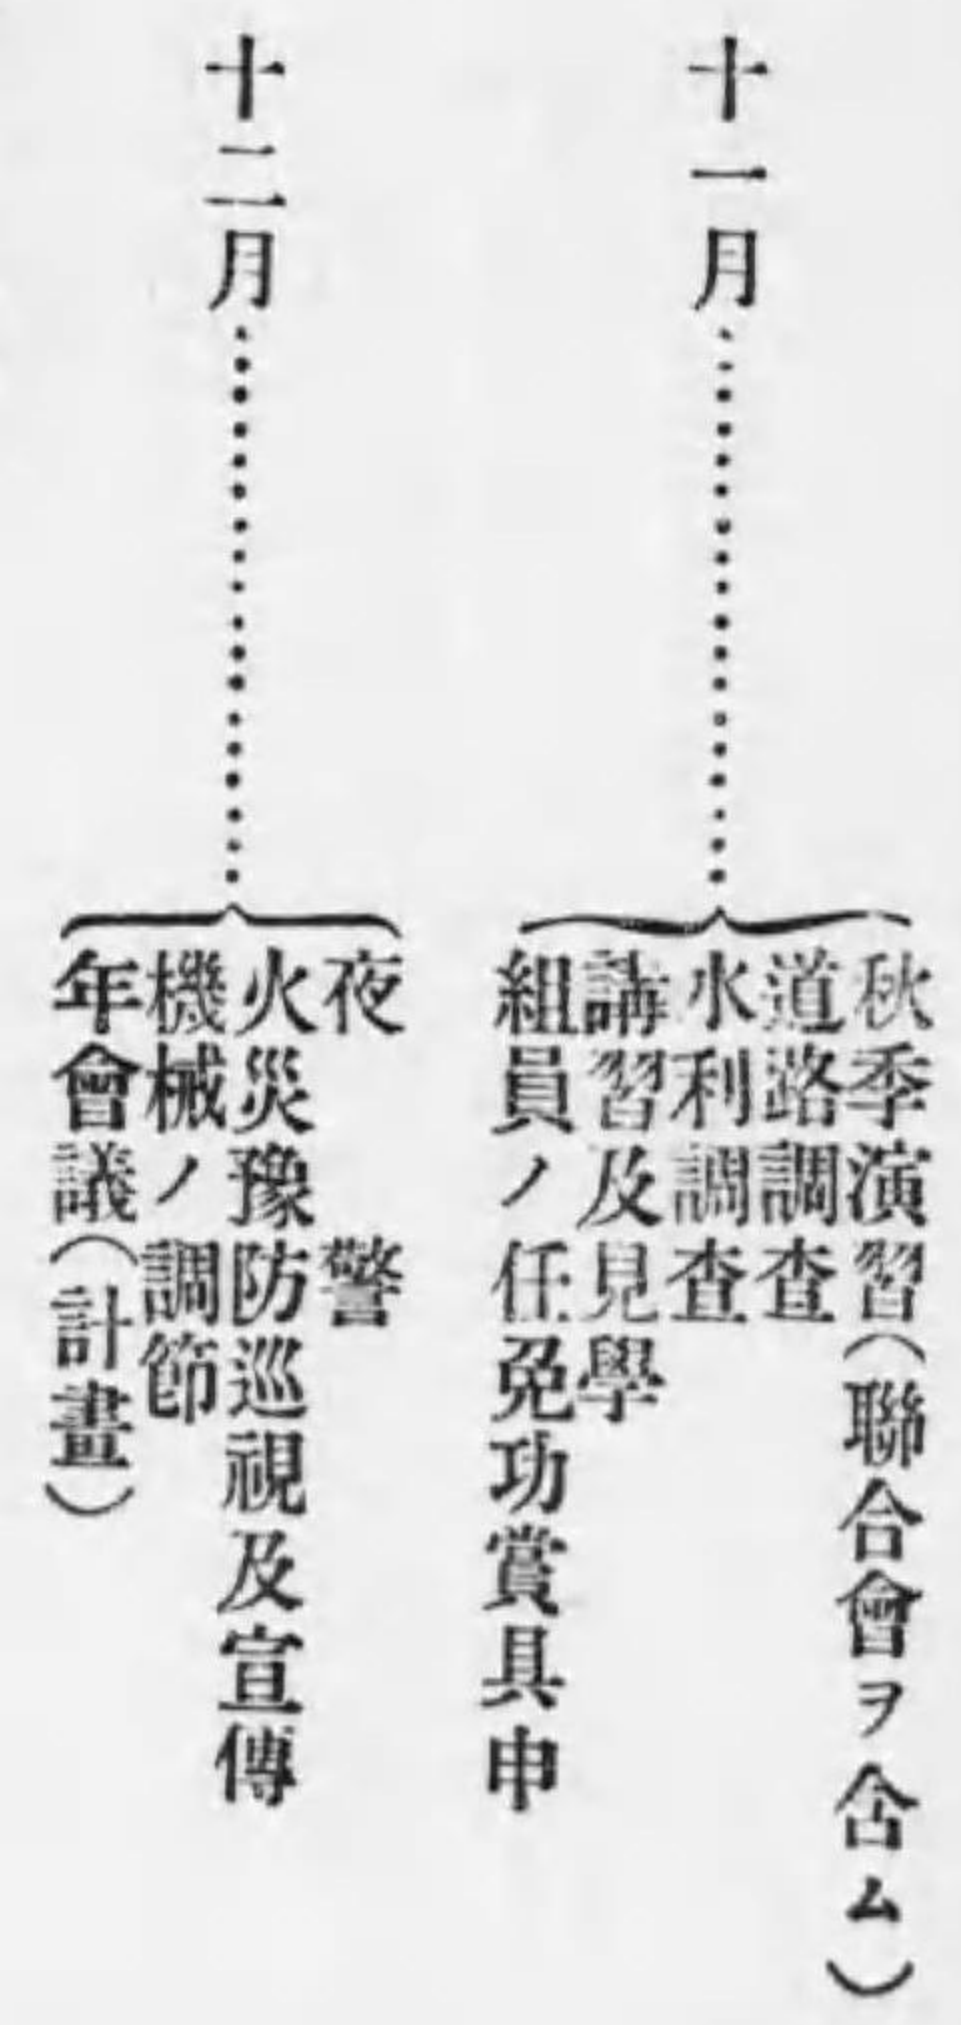 十一月………………
秋季演習(聯合會ヲ含ム)
道路調査
水利調査
講習及見學
組員ノ任免功賞具申
十二月………………
夜警
火災豫防巡視及宣傳
機械ノ調節
年會議(計畫)